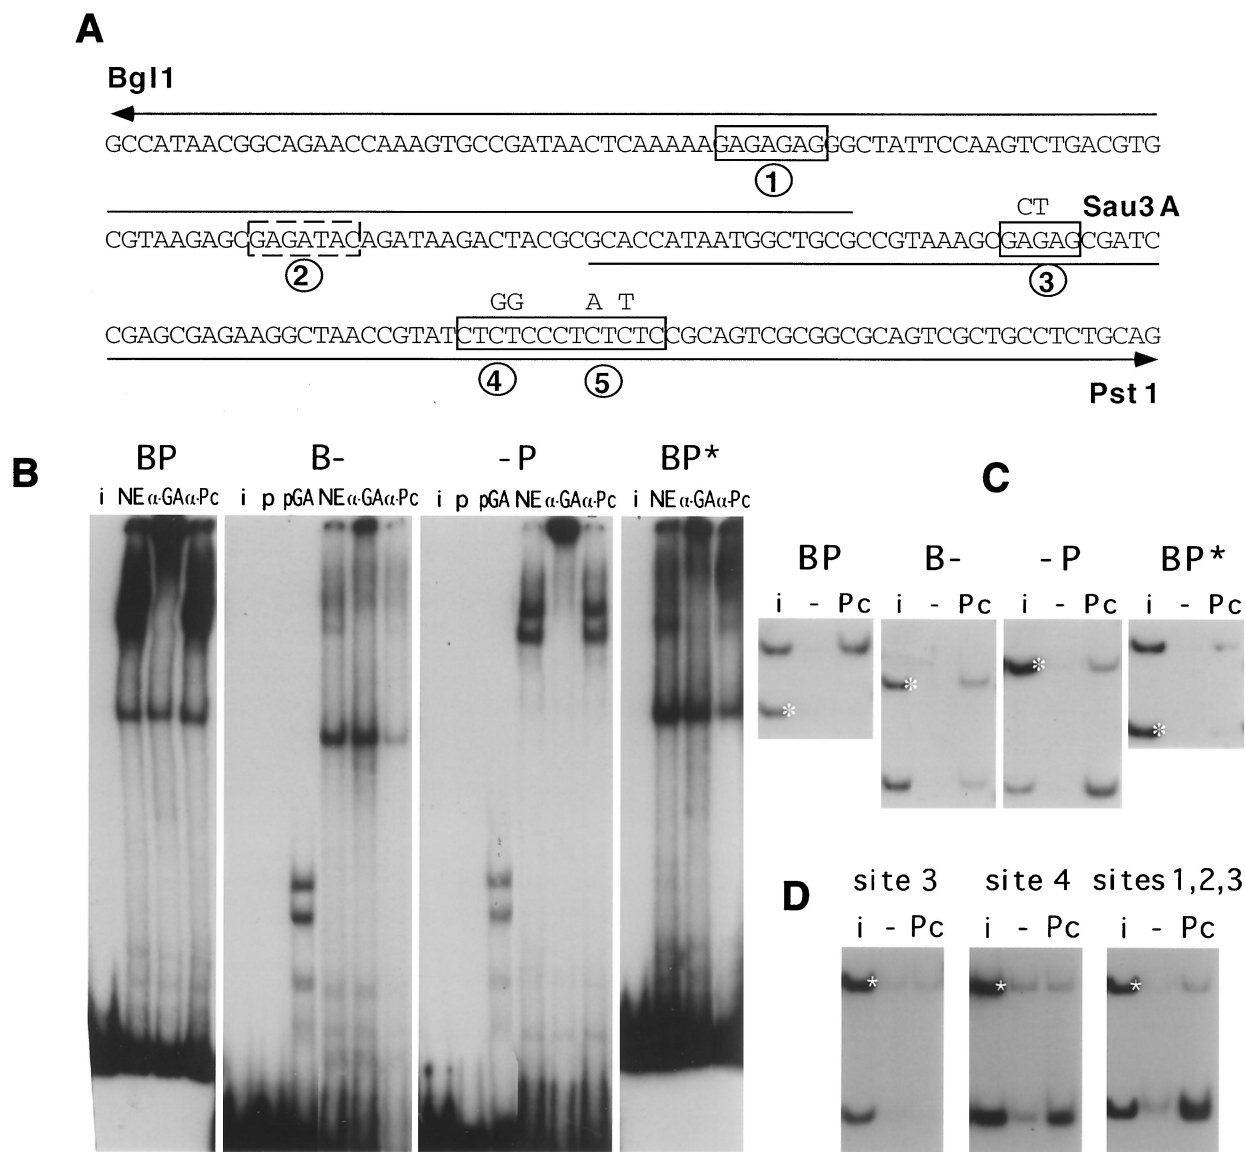 A
Bgl1
GCCATAACGGCAGAACCAAAGTGCCGATAACTCAAAAAGAGAGAGGGCTATTCCAAGTCTGACGTG
1
CT Sau3A
CGTAAGAGCGAGATACAGATAAGACTACGCGCACCATAATGGCTGCGCCGTAAAGCGAGAGCGATC
2 3
GG A T
CGAGCGAGAAGGCTAACCGTATCTCTCCCTCTCTCCGCAGTCGCGGCGCAGTCGCTGCCTCTGCAG
4 5
Pst 1
B
BP B- -P BP*
i NE α-GA α-Pc i p pGA NE α-GA α-Pc i p pGA NE α-GA α-Pc i NE α-GA α-Pc
C
BP B- -P BP*
i - Pc i - Pc i - Pc i - Pc
* * * *
D
site 3 site 4 sites 1,2,3
i - Pc i - Pc i - Pc
* * *